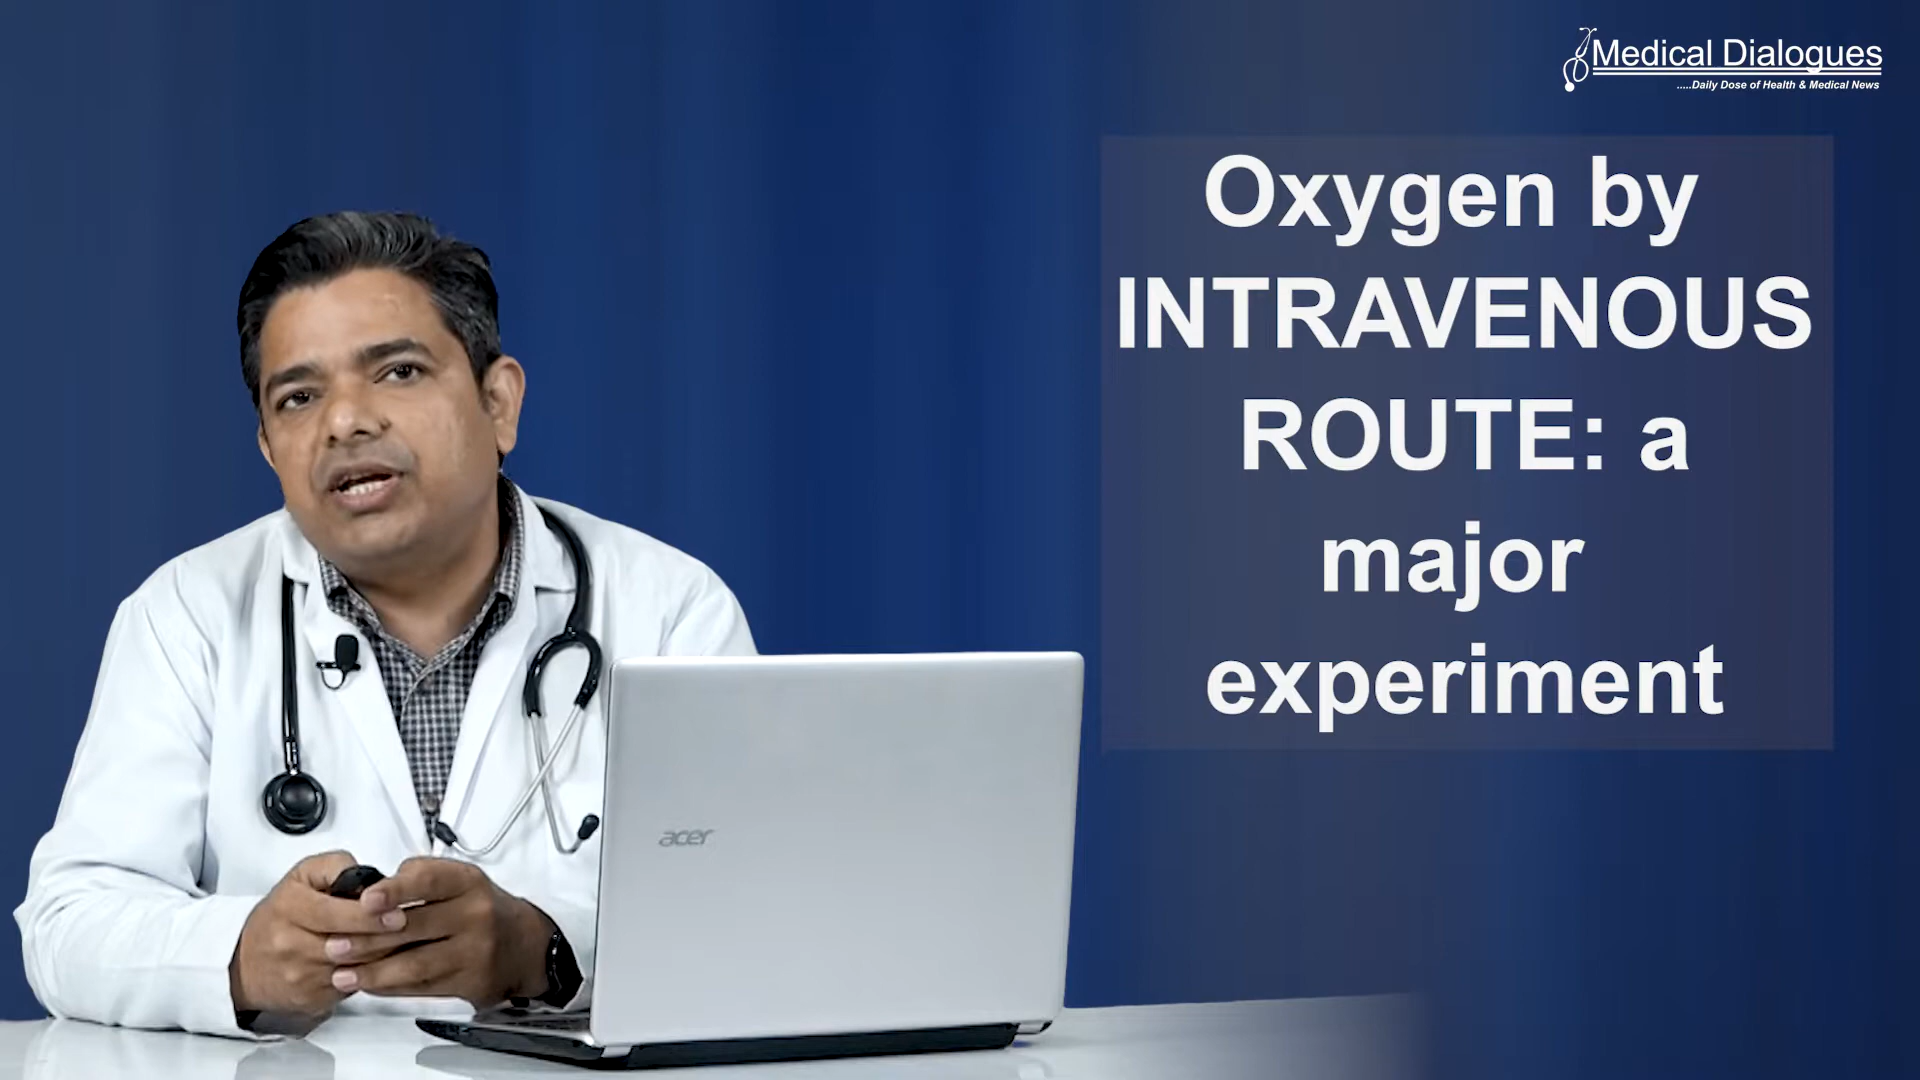 Medical Dialogues
.....Daily Dose of Health & Medical News
Oxygen by
INTRAVENOUS
ROUTE: a
major
experiment
acer